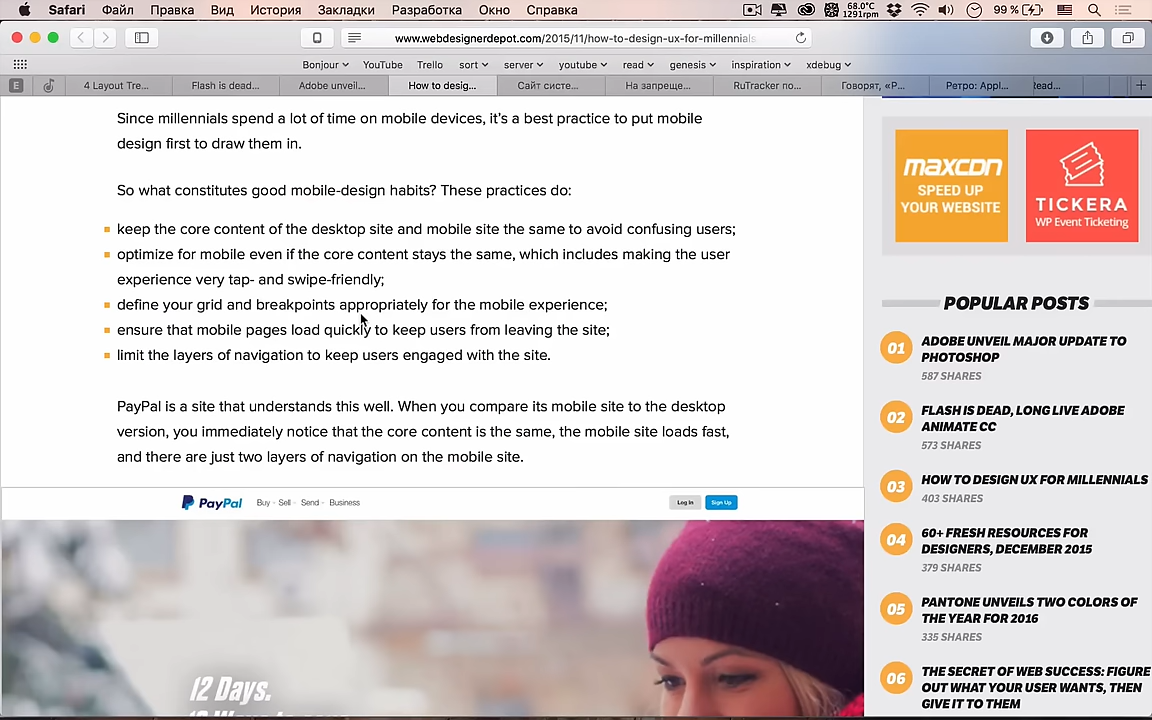 Safari Файл Правка Вид История Закладки Разработка Окно Справка 68.0°C 1291rpm 99 %
www.webdesignerdepot.com/2015/11/how-to-design-ux-for-millennials
Bonjour YouTube Trello sort server youtube read genesis inspiration xdebug
E 4 Layout Tre... Flash is dead... Adobe unveil... How to desig... Сайт систе... На запреще... RuTracker по... Говорят, «Р... Ретро: Appl... Read...
Since millennials spend a lot of time on mobile devices, it's a best practice to put mobile
design first to draw them in.
So what constitutes good mobile-design habits? These practices do:
keep the core content of the desktop site and mobile site the same to avoid confusing users;
optimize for mobile even if the core content stays the same, which includes making the user
experience very tap- and swipe-friendly;
define your grid and breakpoints appropriately for the mobile experience;
ensure that mobile pages load quickly to keep users from leaving the site;
limit the layers of navigation to keep users engaged with the site.
PayPal is a site that understands this well. When you compare its mobile site to the desktop
version, you immediately notice that the core content is the same, the mobile site loads fast,
and there are just two layers of navigation on the mobile site.
PayPal Buy Sell Send Business Log In Sign Up
12 Days.
maxcdn
SPEED UP
YOUR WEBSITE
TICKERA
WP Event Ticketing
POPULAR POSTS
01 ADOBE UNVEIL MAJOR UPDATE TO
PHOTOSHOP
587 SHARES
02 FLASH IS DEAD, LONG LIVE ADOBE
ANIMATE CC
573 SHARES
03 HOW TO DESIGN UX FOR MILLENNIALS
403 SHARES
04 60+ FRESH RESOURCES FOR
DESIGNERS, DECEMBER 2015
379 SHARES
05 PANTONE UNVEILS TWO COLORS OF
THE YEAR FOR 2016
335 SHARES
06 THE SECRET OF WEB SUCCESS: FIGURE
OUT WHAT YOUR USER WANTS, THEN
GIVE IT TO THEM